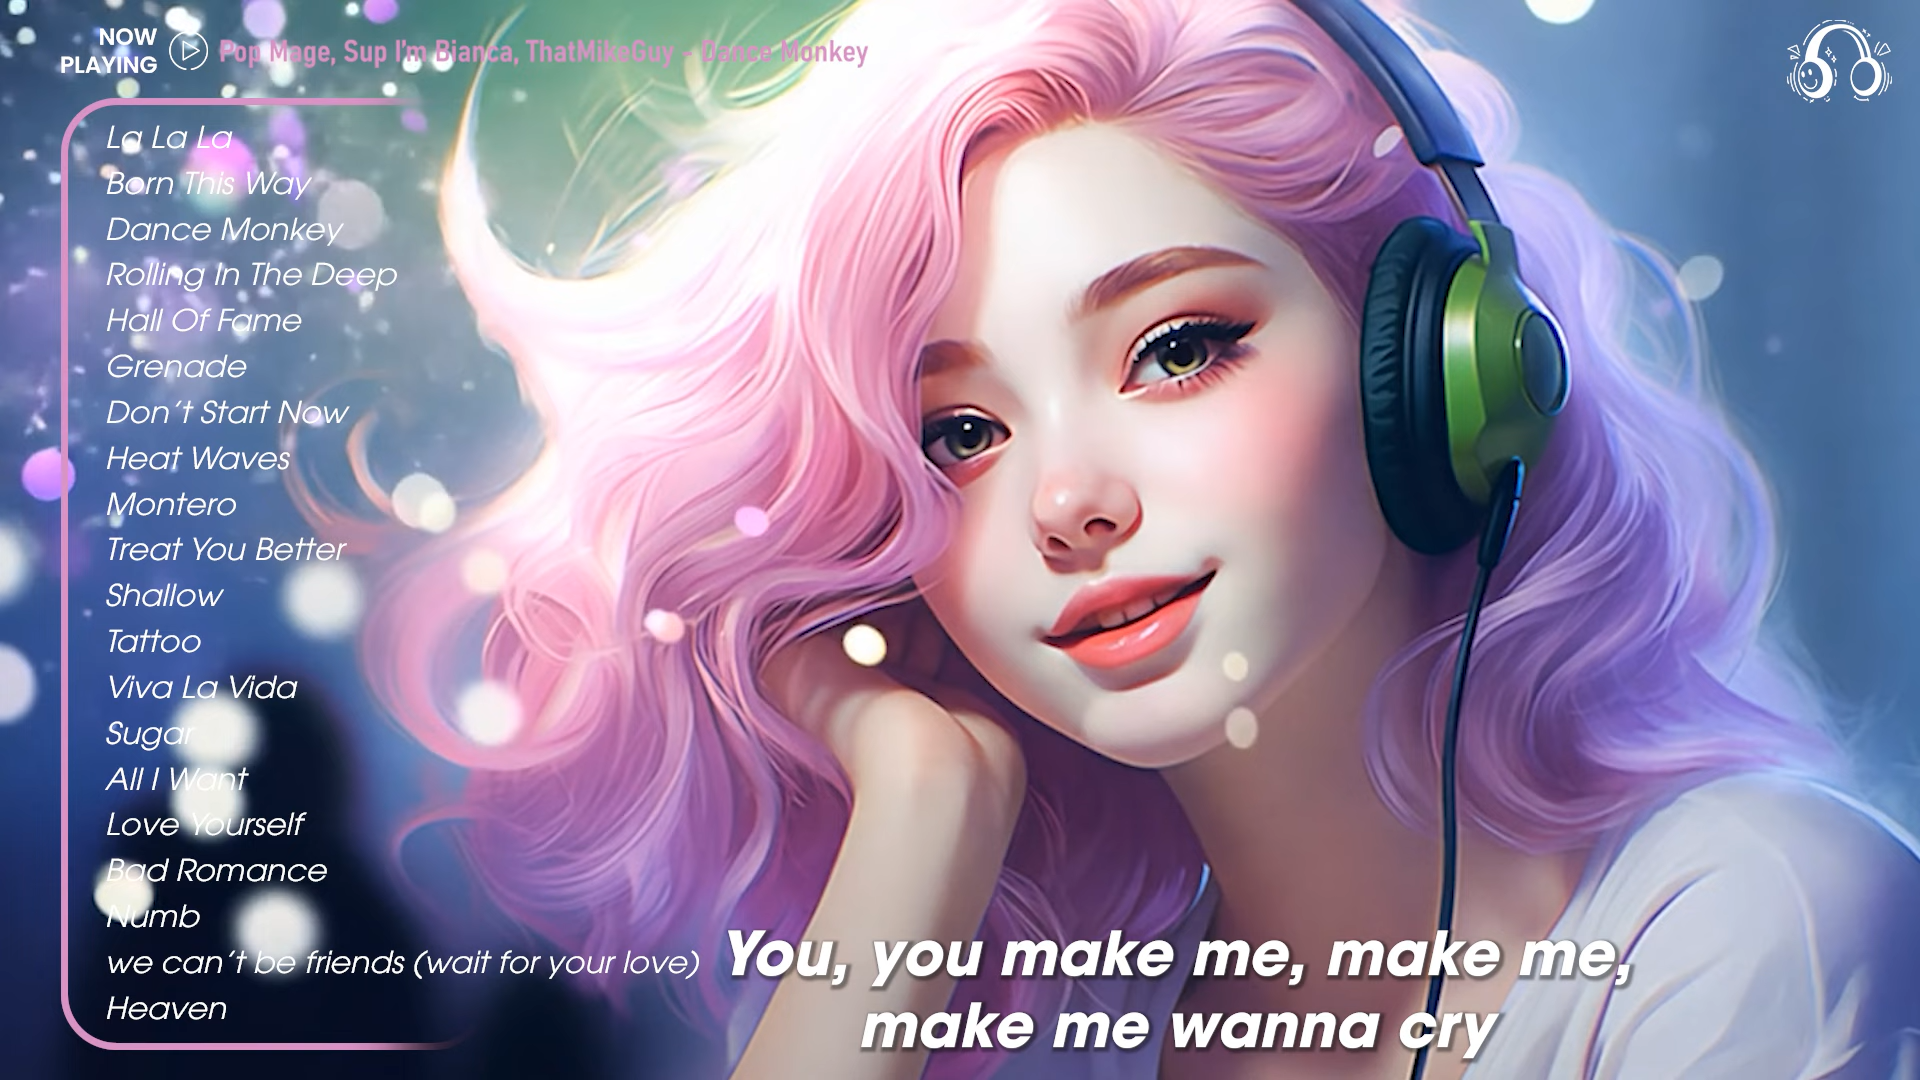 NOW
PLAYING
Pop Mage, Sup I'm Bianca, ThatMikeGuy - Dance Monkey
La La La
Born This Way
Dance Monkey
Rolling In The Deep
Hall Of Fame
Grenade
Don't Start Now
Heat Waves
Montero
Treat You Better
Shallow
Tattoo
Viva La Vida
Sugar
All I Want
Love Yourself
Bad Romance
Numb
we can't be friends (wait for your love)
Heaven
You, you make me, make me,
make me wanna cry